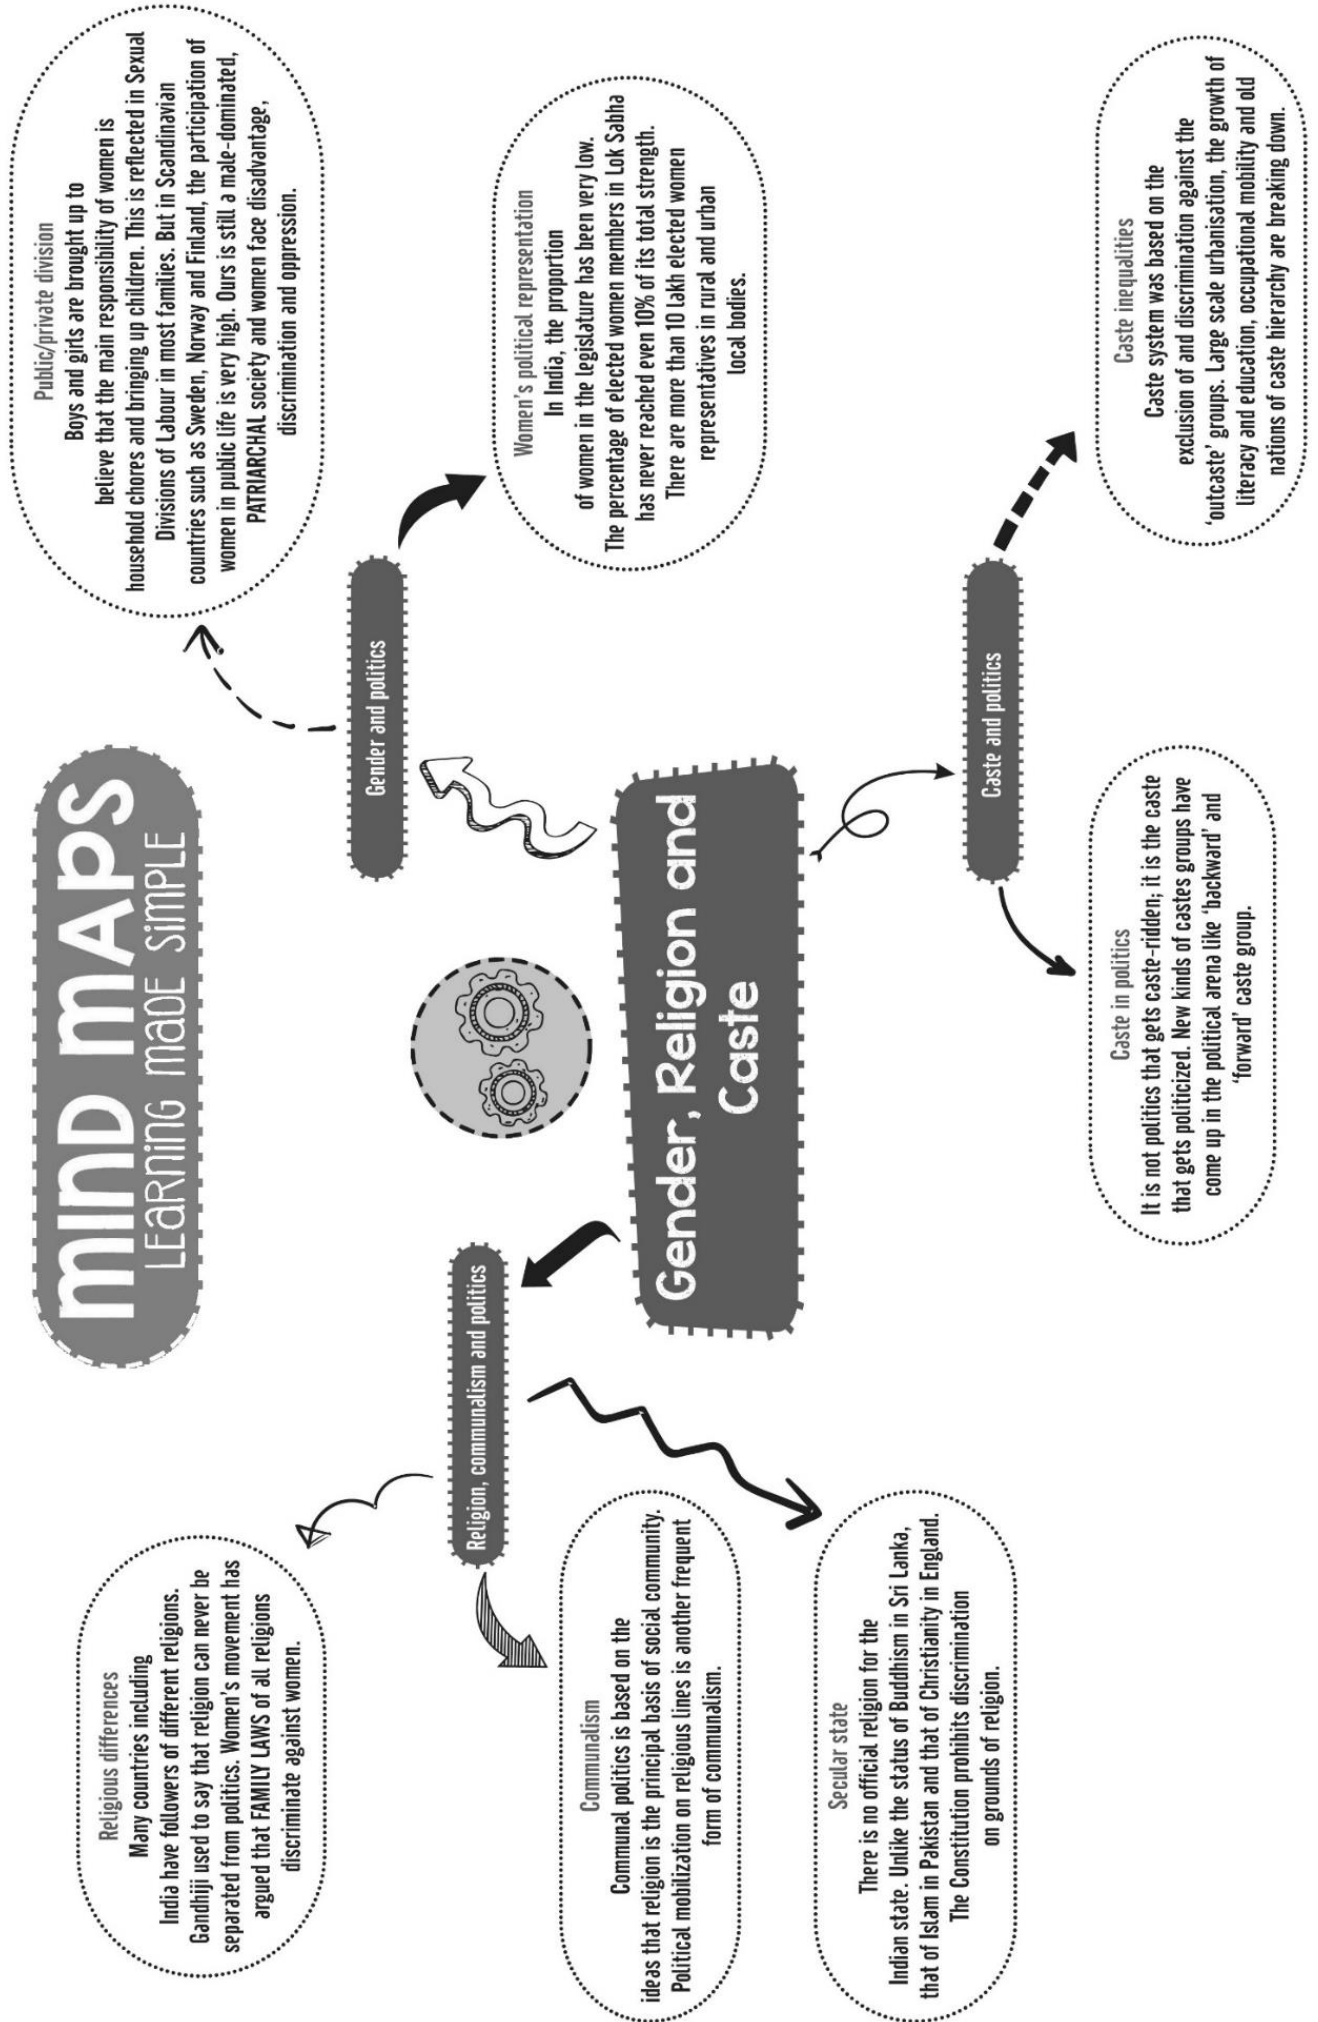 MIND MAPS
LEARNING MADE SIMPLE
Gender, Religion and
Caste
Religion, communalism and politics
Religious differences
Many countries including
India have followers of different religions.
Gandhiji used to say that religion can never be
separated from politics. Women's movement has
argued that FAMILY LAWS of all religions
discriminate against women.
Communalism
Communal politics is based on the
ideas that religion is the principal basis of social community.
Political mobilization on religious lines is another frequent
form of communalism.
Secular state
There is no official religion for the
Indian state. Unlike the status of Buddhism in Sri Lanka,
that of Islam in Pakistan and that of Christianity in England.
The Constitution prohibits discrimination
on grounds of religion.
Gender and politics
Public/private division
Boys and girls are brought up to
believe that the main responsibility of women is
household chores and bringing up children. This is reflected in Sexual
Divisions of Labour in most families. But in Scandinavian
countries such as Sweden, Norway and Finland, the participation of
women in public life is very high. Ours is still a male-dominated,
PATRIARCHAL society and women face disadvantage,
discrimination and oppression.
Women's political representation
In India, the proportion
of women in the legislature has been very low.
The percentage of elected women members in Lok Sabha
has never reached even 10% of its total strength.
There are more than 10 lakh elected women
representatives in rural and urban
local bodies.
Caste and politics
Caste in politics
It is not politics that gets caste-ridden; it is the caste
that gets politicized. New kinds of castes groups have
come up in the political arena like 'backward' and
'forward' caste group.
Caste inequalities
Caste system was based on the
exclusion of and discrimination against the
'outcaste' groups. Large scale urbanisation, the growth of
literacy and education, occupational mobility and old
nations of caste hierarchy are breaking down.